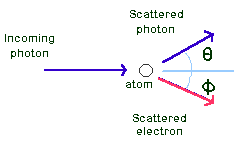 Scattered
photon
Incoming
photon
θ
atom
ϕ
Scattered
electron